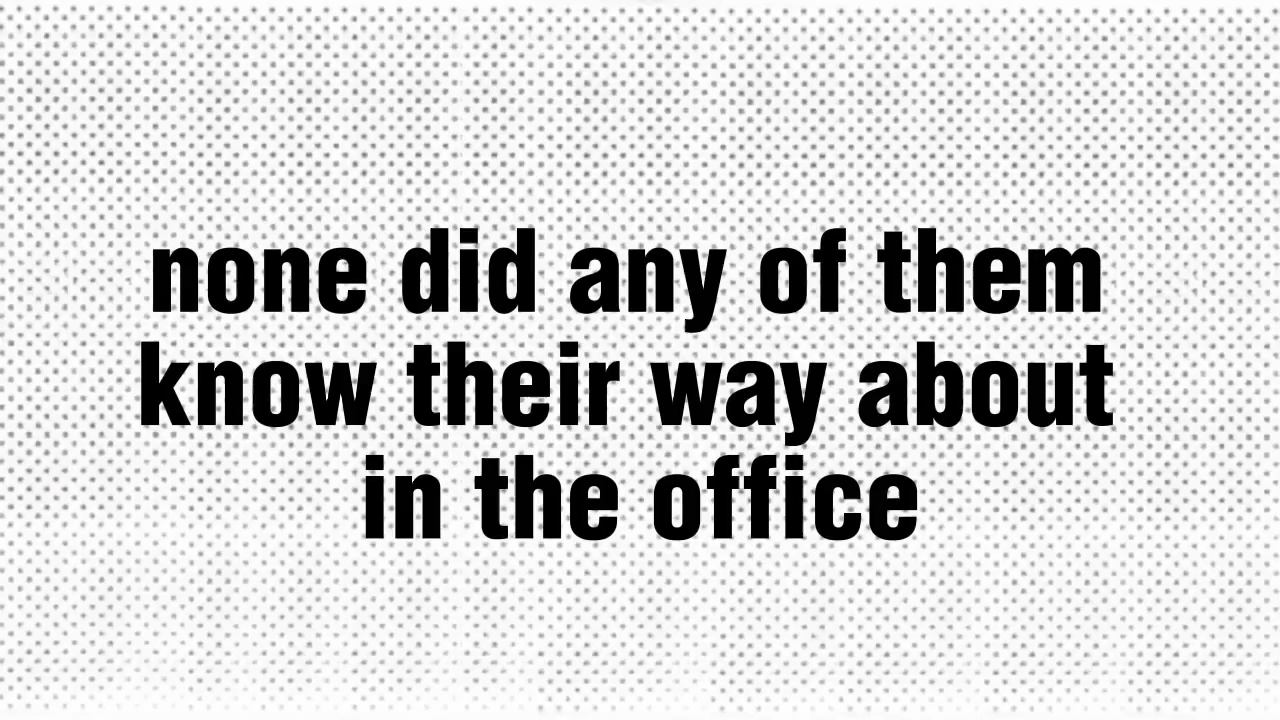 none did any of them
know their way about
in the office